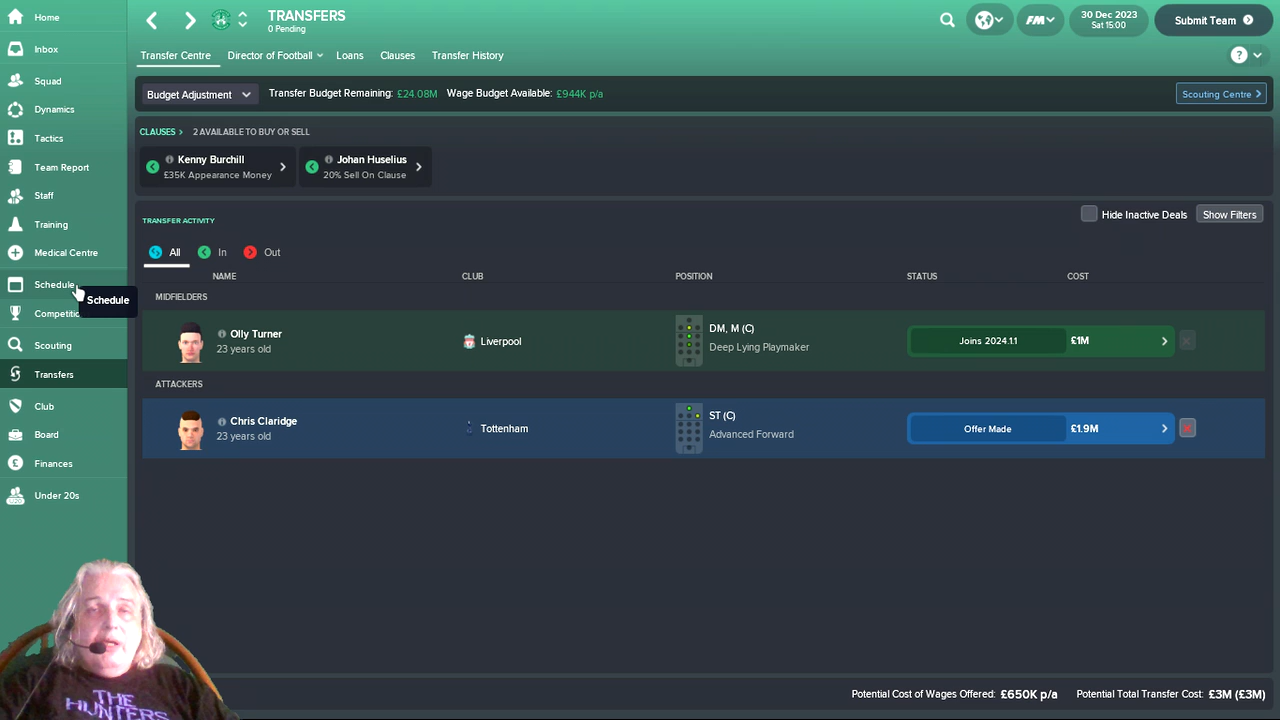 Home
Inbox
Squad
Dynamics
Tactics
Team Report
Staff
Training
Medical Centre
Schedule
Schedule
Competitio
Scouting
Transfers
Club
Board
Finances
Under 20s
TRANSFERS
0 Pending
FM
30 Dec 2023
Sat 15:00
Submit Team
Transfer Centre
Director of Football
Loans
Clauses
Transfer History
?
Budget Adjustment
Transfer Budget Remaining: £24.08M
Wage Budget Available: £944K p/a
Scouting Centre
CLAUSES
2 AVAILABLE TO BUY OR SELL
Kenny Burchill
£35K Appearance Money
Johan Huselius
20% Sell On Clause
TRANSFER ACTIVITY
Hide Inactive Deals
Show Filters
All
In
Out
NAME
CLUB
POSITION
STATUS
COST
MIDFIELDERS
Olly Turner
23 years old
Liverpool
DM, M (C)
Deep Lying Playmaker
Joins 2024.1.1
£1M
ATTACKERS
Chris Claridge
23 years old
Tottenham
ST (C)
Advanced Forward
Offer Made
£1.9M
Potential Cost of Wages Offered: £650K p/a
Potential Total Transfer Cost: £3M (£3M)
THE
HUNTERS